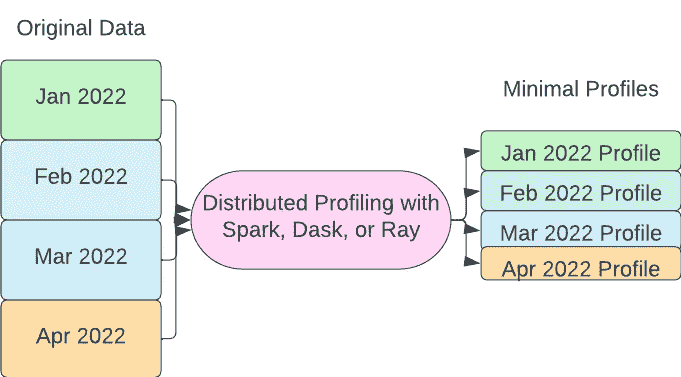 Original Data
Jan 2022
Feb 2022
Mar 2022
Apr 2022
Distributed Profiling with
Spark, Dask, or Ray
Minimal Profiles
Jan 2022 Profile
Feb 2022 Profile
Mar 2022 Profile
Apr 2022 Profile